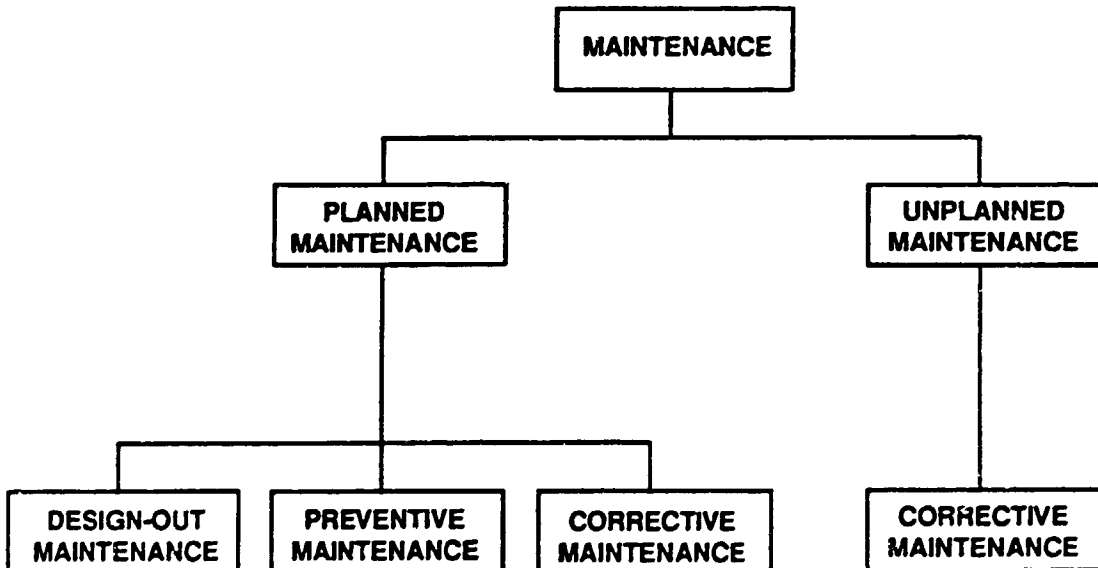 MAINTENANCE
PLANNED
MAINTENANCE
UNPLANNED
MAINTENANCE
DESIGN-OUT
MAINTENANCE
PREVENTIVE
MAINTENANCE
CORRECTIVE
MAINTENANCE
CORRECTIVE
MAINTENANCE